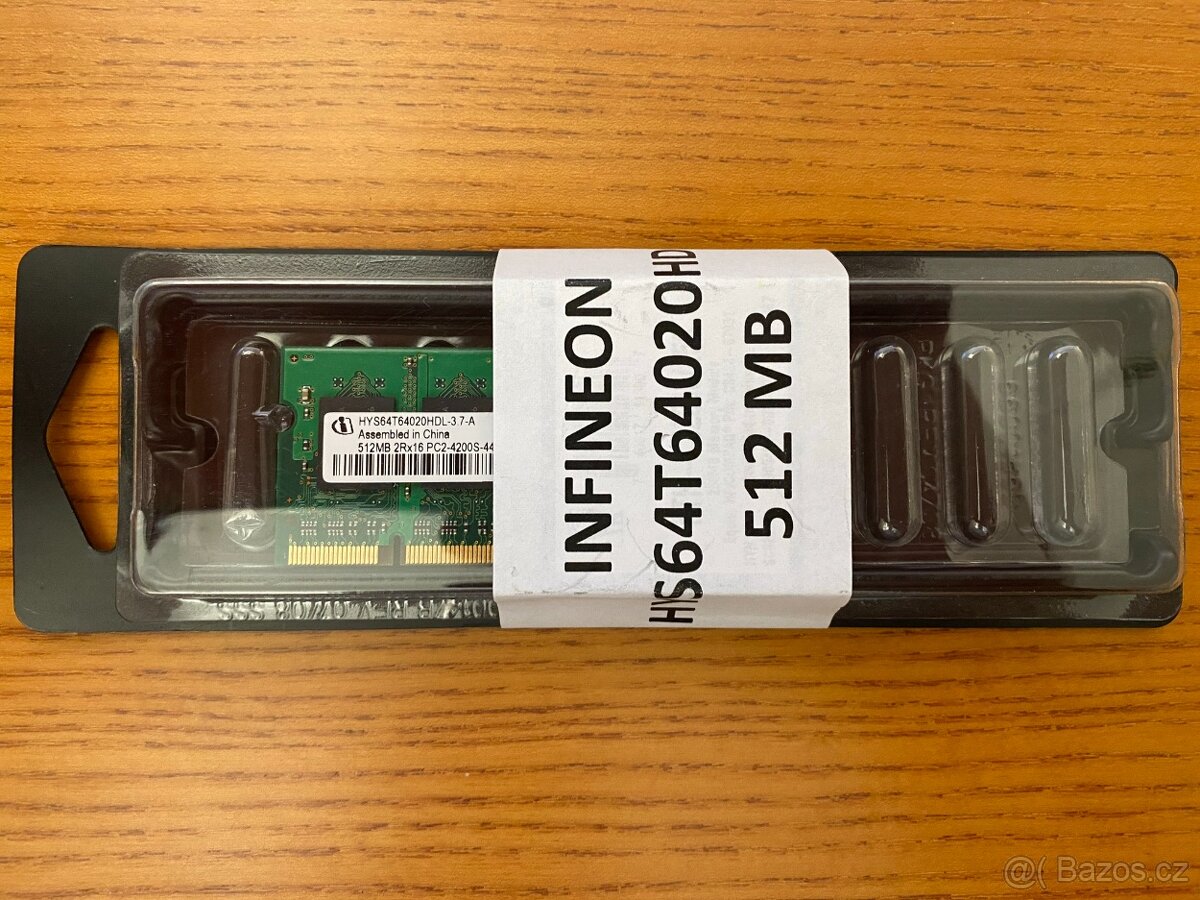 HYS64T64020HDL-3.7-A
Assembled in China
512MB 2Rx16 PC2-4200S-44
INFINEON
HYS64T64020HD
512 MB
@( Bazos.cz